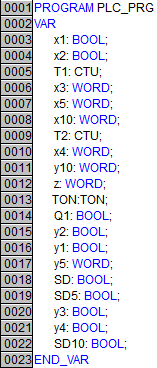 0001 PROGRAM PLC_PRG
0002 VAR
0003 x1: BOOL;
0004 x2: BOOL;
0005 T1: CTU;
0006 x3: WORD;
0007 x5: WORD;
0008 x10: WORD;
0009 T2: CTU;
0010 x4: WORD;
0011 y10: WORD;
0012 z: WORD;
0013 TON:TON;
0014 Q1: BOOL;
0015 y2: BOOL;
0016 y1: BOOL;
0017 y5: WORD;
0018 SD: BOOL;
0019 SD5: BOOL;
0020 y3: BOOL;
0021 y4: BOOL;
0022 SD10: BOOL;
0023 END_VAR